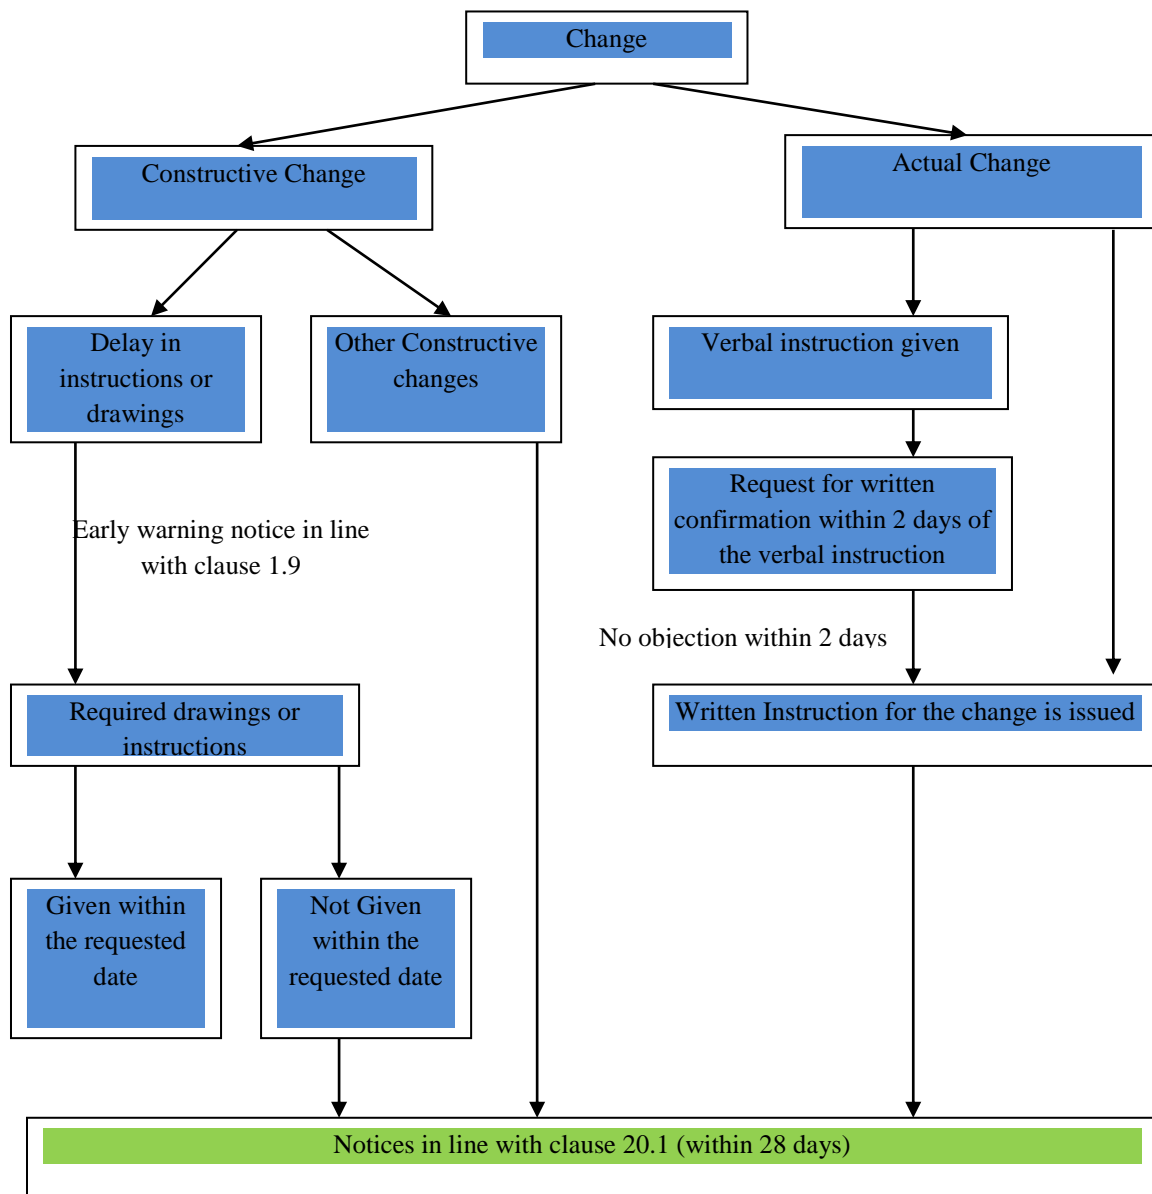 Change
Constructive Change
Actual Change
Delay in
instructions or
drawings
Other Constructive
changes
Verbal instruction given
Request for written
confirmation within 2 days of
the verbal instruction
Early warning notice in line
with clause 1.9
No objection within 2 days
Required drawings or
instructions
Written Instruction for the change is issued
Given within
the requested
date
Not Given
within the
requested date
Notices in line with clause 20.1 (within 28 days)